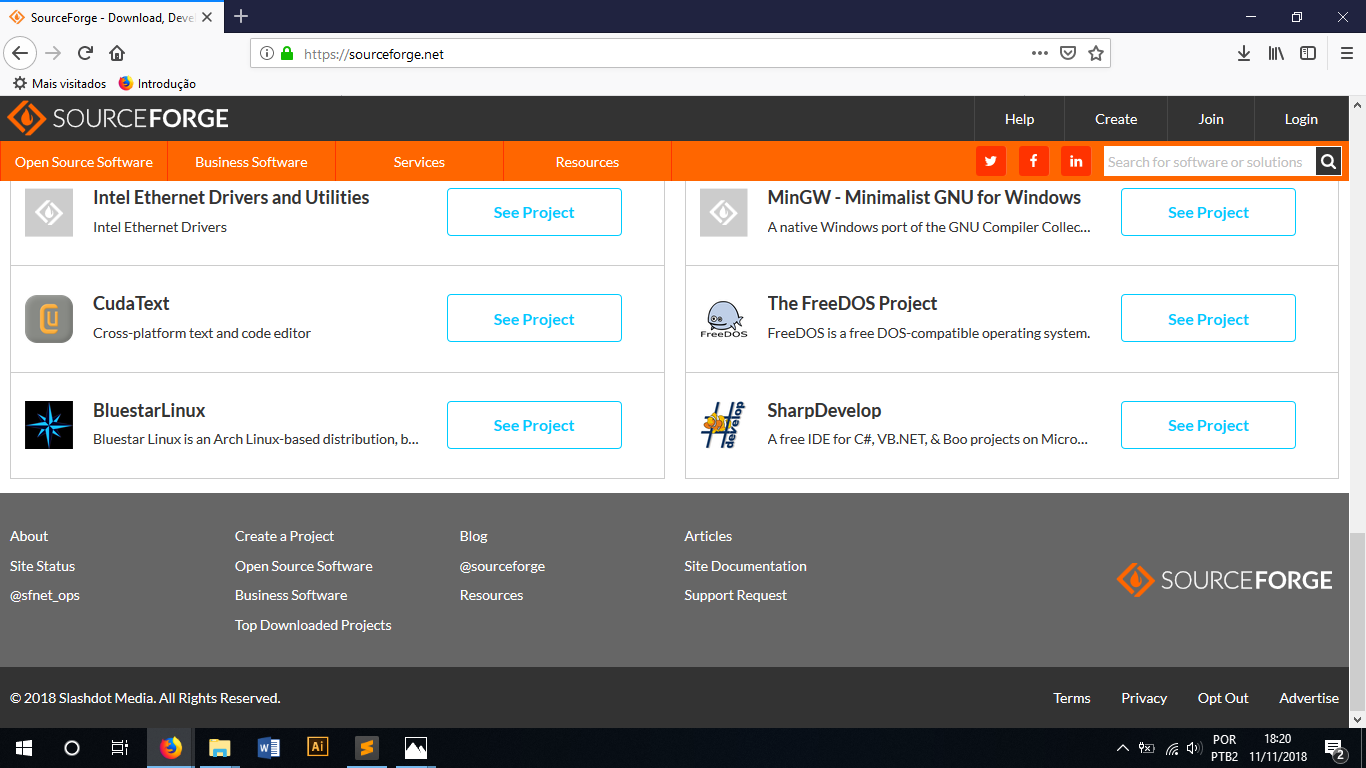 SourceForge - Download, Deve
https://sourceforge.net
Mais visitados
Introdução
SOURCEFORGE
Help
Create
Join
Login
Open Source Software
Business Software
Services
Resources
Search for software or solutions
Intel Ethernet Drivers and Utilities
Intel Ethernet Drivers
See Project
MinGW - Minimalist GNU for Windows
A native Windows port of the GNU Compiler Collec...
See Project
CudaText
Cross-platform text and code editor
See Project
FreeDOS
The FreeDOS Project
FreeDOS is a free DOS-compatible operating system.
See Project
BluestarLinux
Bluestar Linux is an Arch Linux-based distribution, b...
See Project
develop
SharpDevelop
A free IDE for C#, VB.NET, & Boo projects on Micro...
See Project
About
Site Status
@sfnet_ops
Create a Project
Open Source Software
Business Software
Top Downloaded Projects
Blog
@sourceforge
Resources
Articles
Site Documentation
Support Request
SOURCEFORGE
© 2018 Slashdot Media. All Rights Reserved.
Terms
Privacy
Opt Out
Advertise
Ai
POR
PTB2
18:20
11/11/2018
2